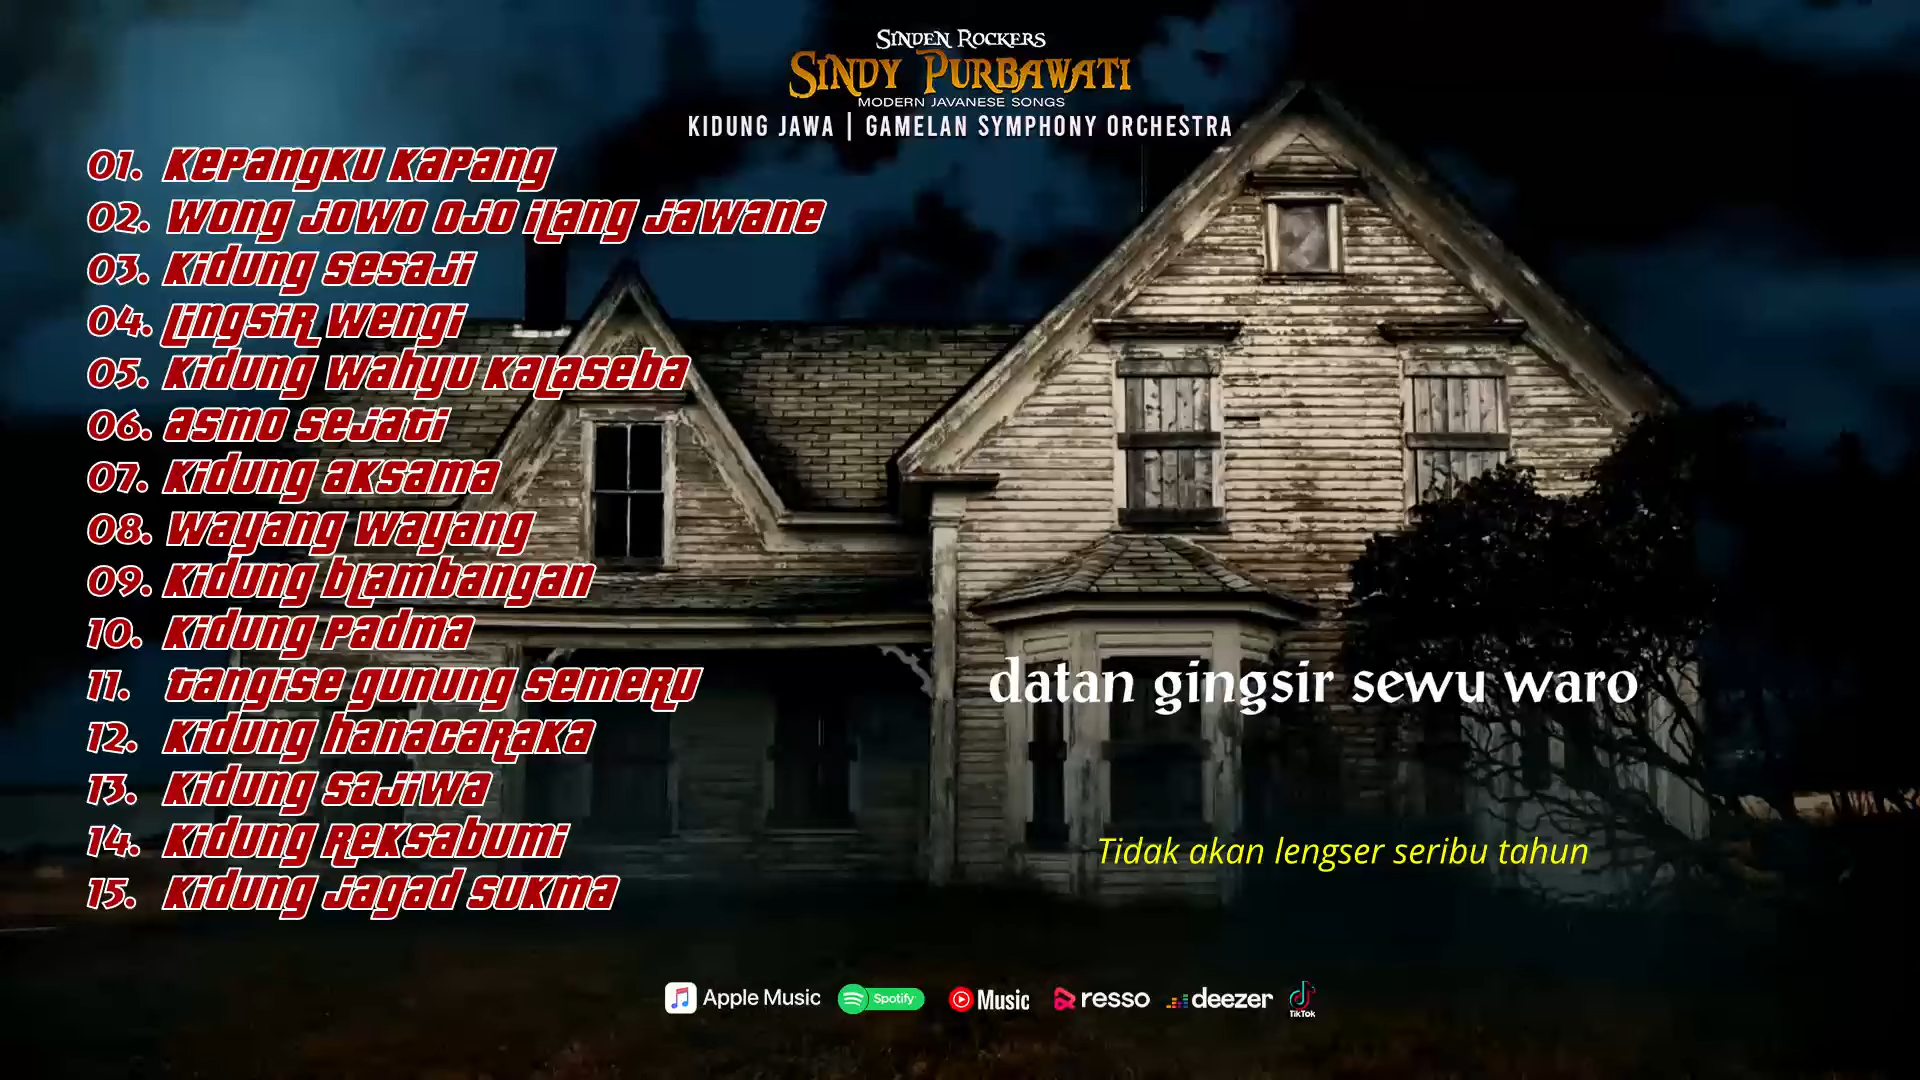 Sinden Rockers
Sindy Purbawati
MODERN JAVANESE SONGS
KIDUNG JAWA | GAMELAN SYMPHONY ORCHESTRA
01. Kepangku Kapang
02. Wong Jowo Ojo Ilang Jawane
03. Kidung Sesaji
04. Lingsir Wengi
05. Kidung Wahyu Kalaseba
06. Asmo Sejati
07. Kidung Aksama
08. Wayang Wayang
09. Kidung Blambangan
10. Kidung Padma
11. Tangise Gunung Semeru
12. Kidung Hanacaraka
13. Kidung Sajiwa
14. Kidung Reksabumi
15. Kidung Jagad Sukma
datan gingsir sewu waro
Tidak akan lengser seribu tahun
Apple Music Spotify Music resso deezer TikTok